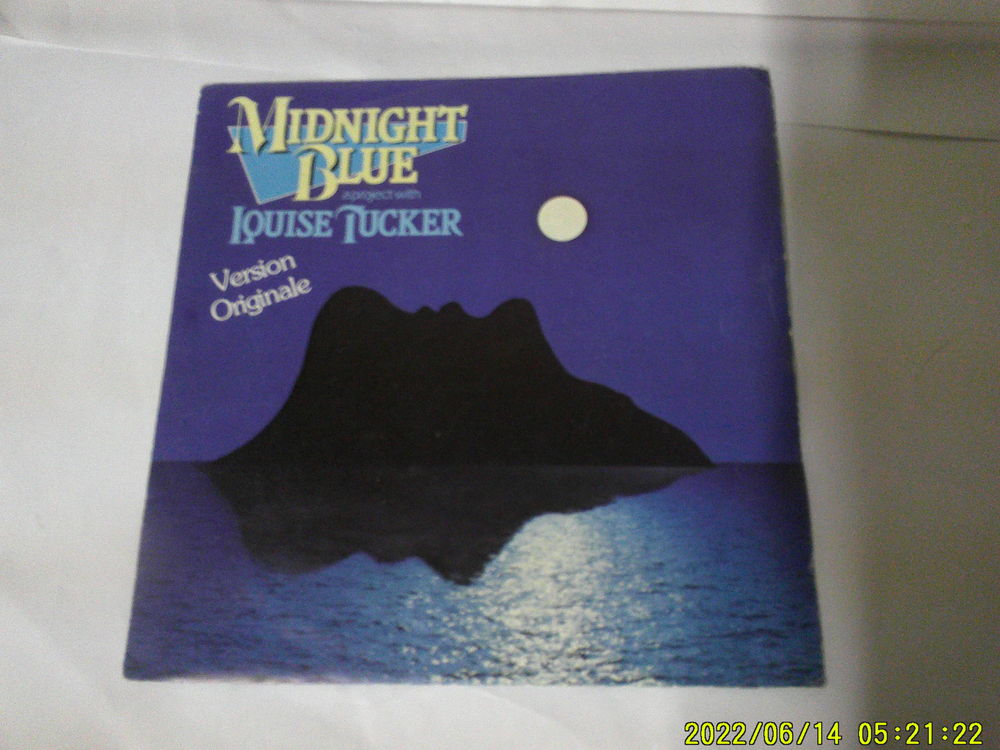 MIDNIGHT
BLUE
a project with
LOUISE TUCKER
Version
Originale
2022/06/14 05:21:22